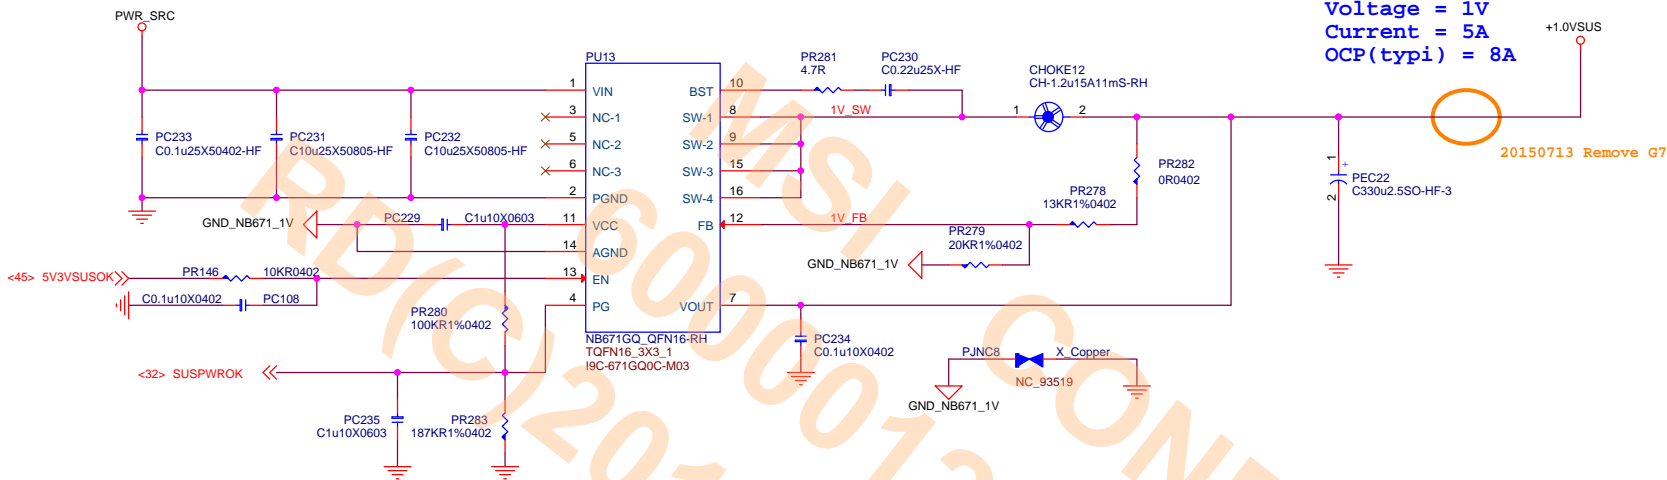 Voltage = 1V
Current = 5A
OCP(typi) = 8A
PWR_SRC
+1.0VSUS
PU13
PR281
4.7R
PC230
C0.22u25X-HF
CHOKE12
CH-1.2u15A11mS-RH
1 VIN
BST 10
3 NC-1
SW-1 8
1V_SW
1
2
PC233
C0.1u25X50402-HF
PC231
C10u25X50805-HF
PC232
C10u25X50805-HF
5 NC-2
SW-2 9
6 NC-3
SW-3 15
2 PGND
SW-4 16
20150713 Remove G7
PR282
0R0402
1
+
PEC22
C330u2.5SO-HF-3
2
PR278
13KR1%0402
GND_NB671_1V
PC229
C1u10X0603
11 VCC
FB 12
1V_FB
PR279
20KR1%0402
14 AGND
GND_NB671_1V
<45> 5V3VSUSOK
PR146
10KR0402
13 EN
C0.1u10X0402
PC108
4 PG
VOUT 7
PR280
100KR1%0402
NB671GQ_QFN16-RH
TQFN16_3X3_1
I9C-671GQ0C-M03
PC234
C0.1u10X0402
PJNC8
X_Copper
NC_93519
GND_NB671_1V
<32> SUSPWROK
PC235
C1u10X0603
PR283
187KR1%0402
MSI